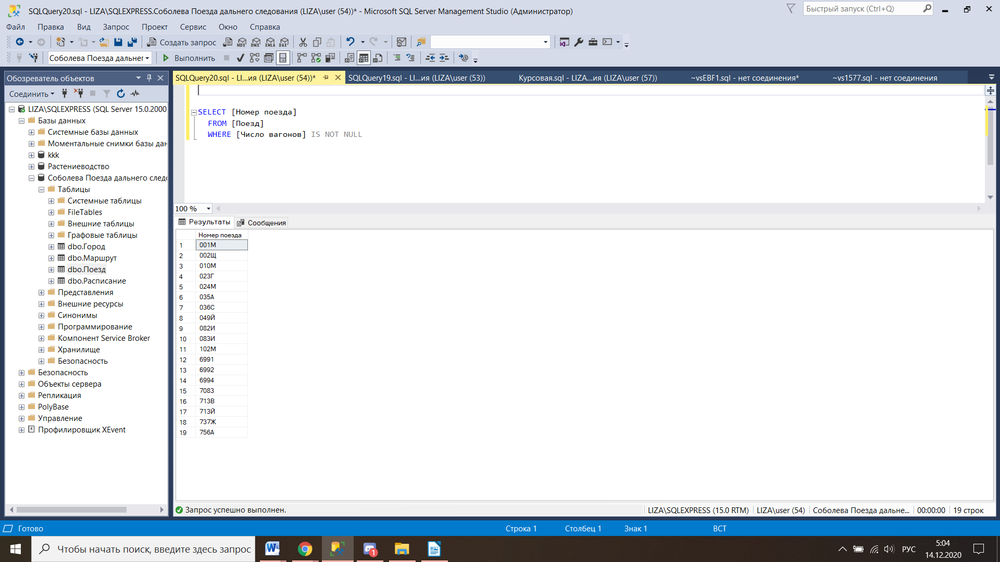 SQLQuery20.sql - LIZA\SQLEXPRESS.Соболева Поезда дальнего следования (LIZA\user (54))* - Microsoft SQL Server Management Studio (Администратор)
Быстрый запуск (Ctrl+Q)
Файл Правка Вид Запрос Проект Сервис Окно Справка
Создать запрос MDX DMX XMLA DAX
Соболева Поезда дальнег Выполнить
Обозреватель объектов
SQLQuery20.sql - LI...ия (LIZA\user (54))* SQLQuery19.sql - LI...ия (LIZA\user (53)) Курсовая.sql - LIZA...ия (LIZA\user (57)) ~vsEBF1.sql - нет соединения* ~vs1577.sql - нет соединения
Соединить
LIZA\SQLEXPRESS (SQL Server 15.0.2000
Базы данных
Системные базы данных
Моментальные снимки базы дан
kkk
Растениеводство
Соболева Поезда дальнего следо
Таблицы
Системные таблицы
FileTables
Внешние таблицы
Графовые таблицы
dbo.Город
dbo.Маршрут
dbo.Поезд
dbo.Расписание
Представления
Внешние ресурсы
Синонимы
Программирование
Компонент Service Broker
Хранилище
Безопасность
Безопасность
Объекты сервера
Репликация
PolyBase
Управление
Профилировщик XEvent
SELECT [Номер поезда]
FROM [Поезд]
WHERE [Число вагонов] IS NOT NULL
100 %
Результаты Сообщения
Номер поезда
1 001М
2 002Щ
3 010М
4 023Г
5 024М
6 035А
7 036С
8 049Й
9 082И
10 083И
11 102М
12 6991
13 6992
14 6994
15 7083
16 713В
17 713Й
18 737Ж
19 756А
Запрос успешно выполнен. LIZA\SQLEXPRESS (15.0 RTM) LIZA\user (54) Соболева Поезда дальне... 00:00:00 19 строк
Готово Строка 1 Столбец 1 Знак 1 ВСТ
Чтобы начать поиск, введите здесь запрос
1
РУС
5:04
14.12.2020